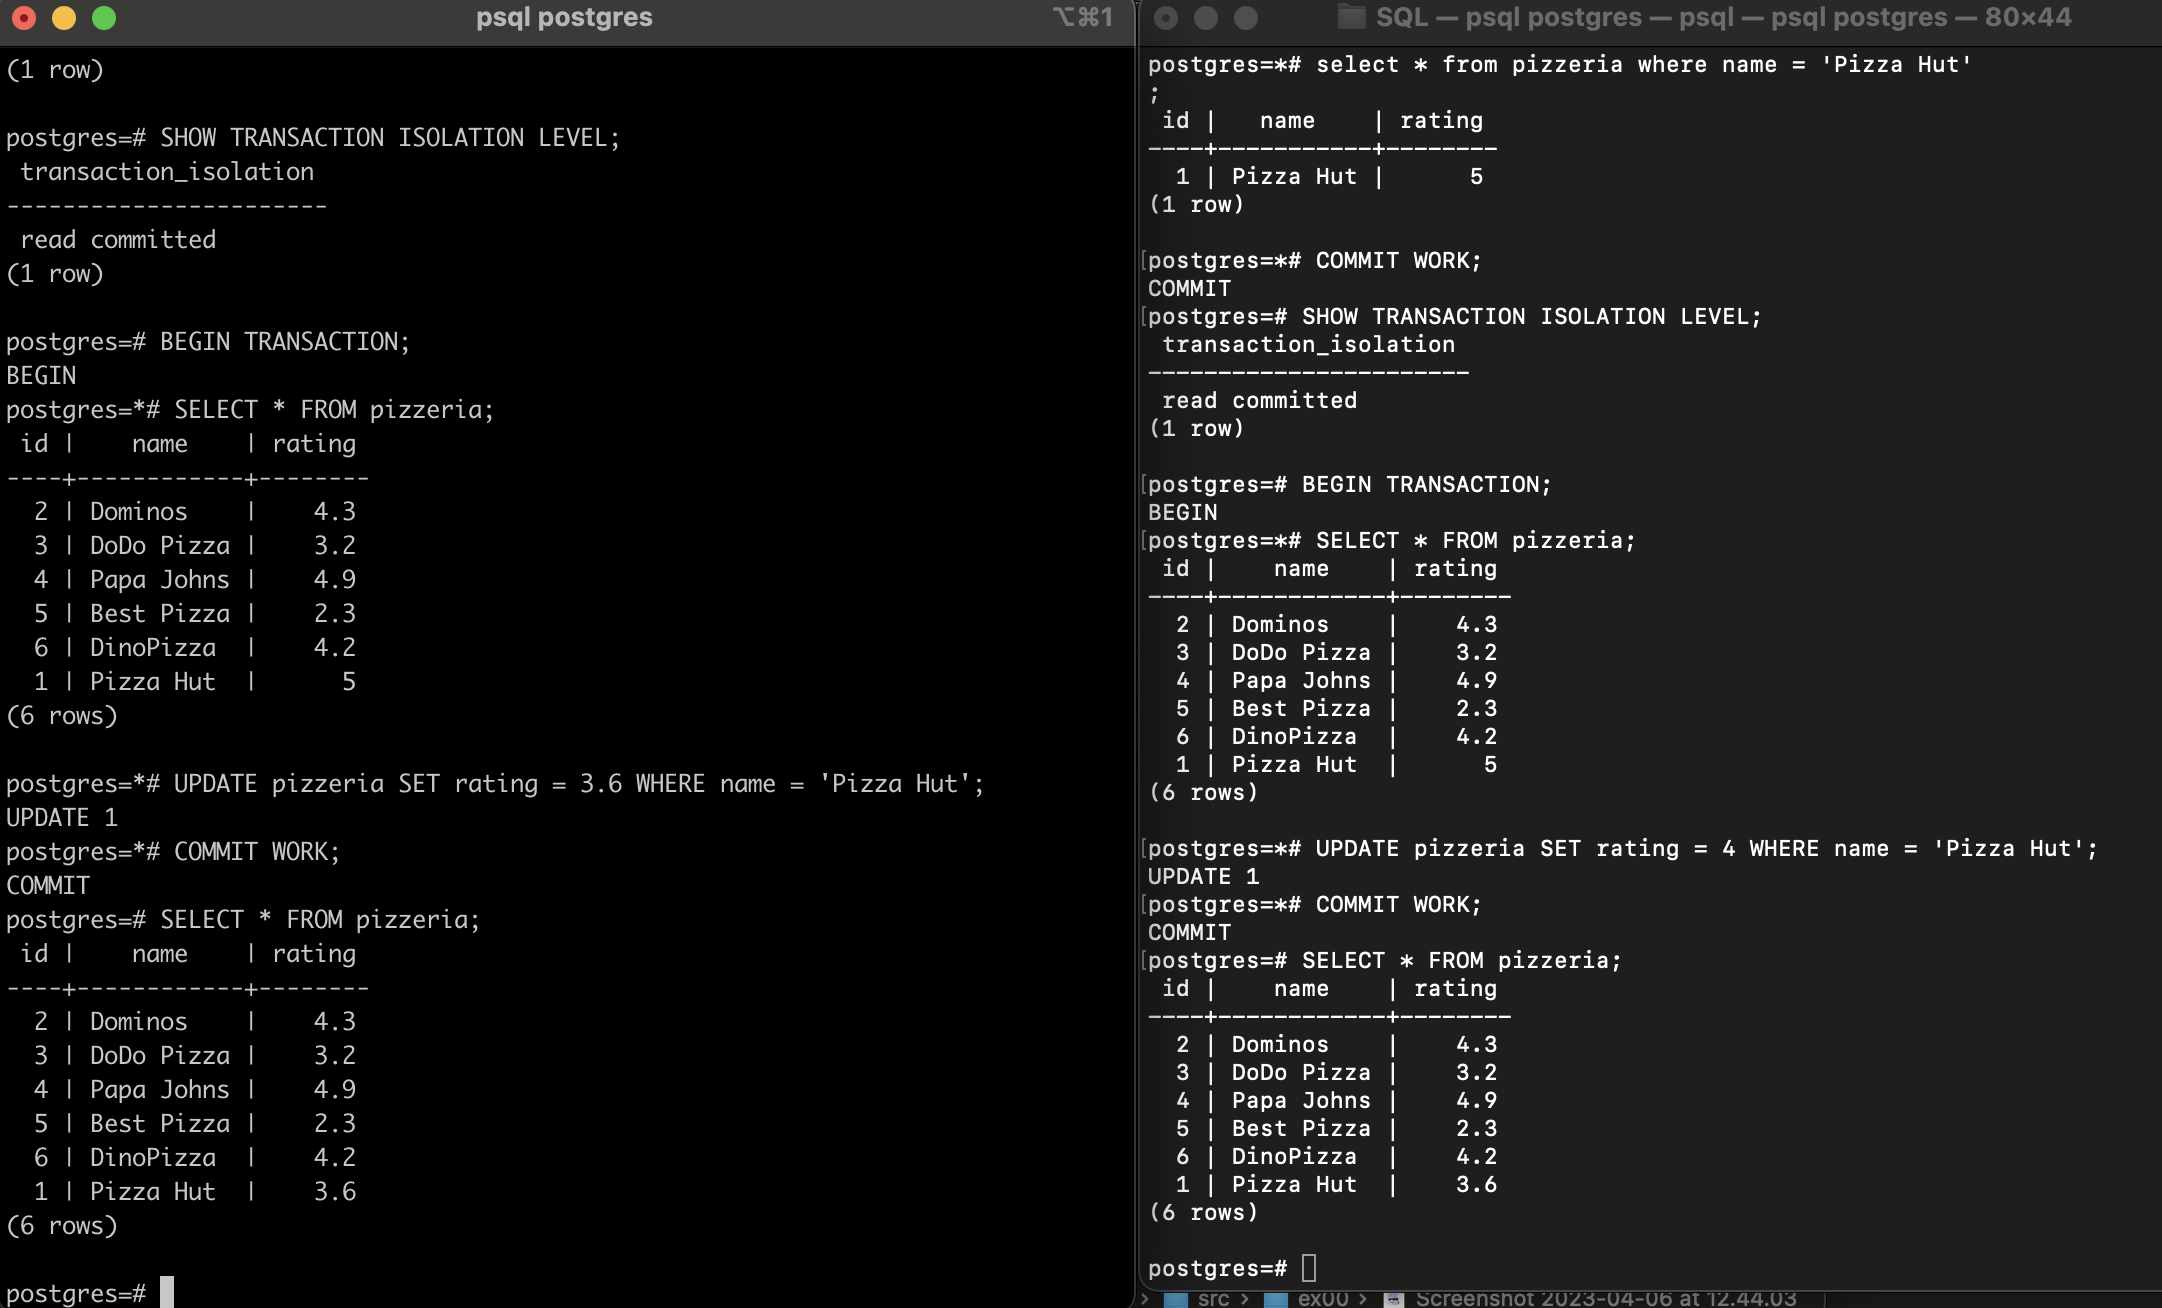 psql postgres
⌥⌘1
(1 row)
postgres=# SHOW TRANSACTION ISOLATION LEVEL;
 transaction_isolation
-----------------------
 read committed
(1 row)
postgres=# BEGIN TRANSACTION;
BEGIN
postgres=*# SELECT * FROM pizzeria;
 id |    name    | rating
----+------------+--------
  2 | Dominos    |    4.3
  3 | DoDo Pizza |    3.2
  4 | Papa Johns |    4.9
  5 | Best Pizza |    2.3
  6 | DinoPizza  |    4.2
  1 | Pizza Hut  |      5
(6 rows)
postgres=*# UPDATE pizzeria SET rating = 3.6 WHERE name = 'Pizza Hut';
UPDATE 1
postgres=*# COMMIT WORK;
COMMIT
postgres=# SELECT * FROM pizzeria;
 id |    name    | rating
----+------------+--------
  2 | Dominos    |    4.3
  3 | DoDo Pizza |    3.2
  4 | Papa Johns |    4.9
  5 | Best Pizza |    2.3
  6 | DinoPizza  |    4.2
  1 | Pizza Hut  |    3.6
(6 rows)
postgres=#
SQL — psql postgres — psql — psql postgres — 80×44
postgres=*# select * from pizzeria where name = 'Pizza Hut'
;
 id |   name    | rating
----+-----------+--------
  1 | Pizza Hut |      5
(1 row)
[postgres=*# COMMIT WORK;
COMMIT
[postgres=# SHOW TRANSACTION ISOLATION LEVEL;
 transaction_isolation
-----------------------
 read committed
(1 row)
[postgres=# BEGIN TRANSACTION;
BEGIN
[postgres=*# SELECT * FROM pizzeria;
 id |    name    | rating
----+------------+--------
  2 | Dominos    |    4.3
  3 | DoDo Pizza |    3.2
  4 | Papa Johns |    4.9
  5 | Best Pizza |    2.3
  6 | DinoPizza  |    4.2
  1 | Pizza Hut  |      5
(6 rows)
[postgres=*# UPDATE pizzeria SET rating = 4 WHERE name = 'Pizza Hut';
UPDATE 1
[postgres=*# COMMIT WORK;
COMMIT
[postgres=# SELECT * FROM pizzeria;
 id |    name    | rating
----+------------+--------
  2 | Dominos    |    4.3
  3 | DoDo Pizza |    3.2
  4 | Papa Johns |    4.9
  5 | Best Pizza |    2.3
  6 | DinoPizza  |    4.2
  1 | Pizza Hut  |    3.6
(6 rows)
postgres=#
› src › ex00 › Screenshot 2023-04-06 at 12.44.03